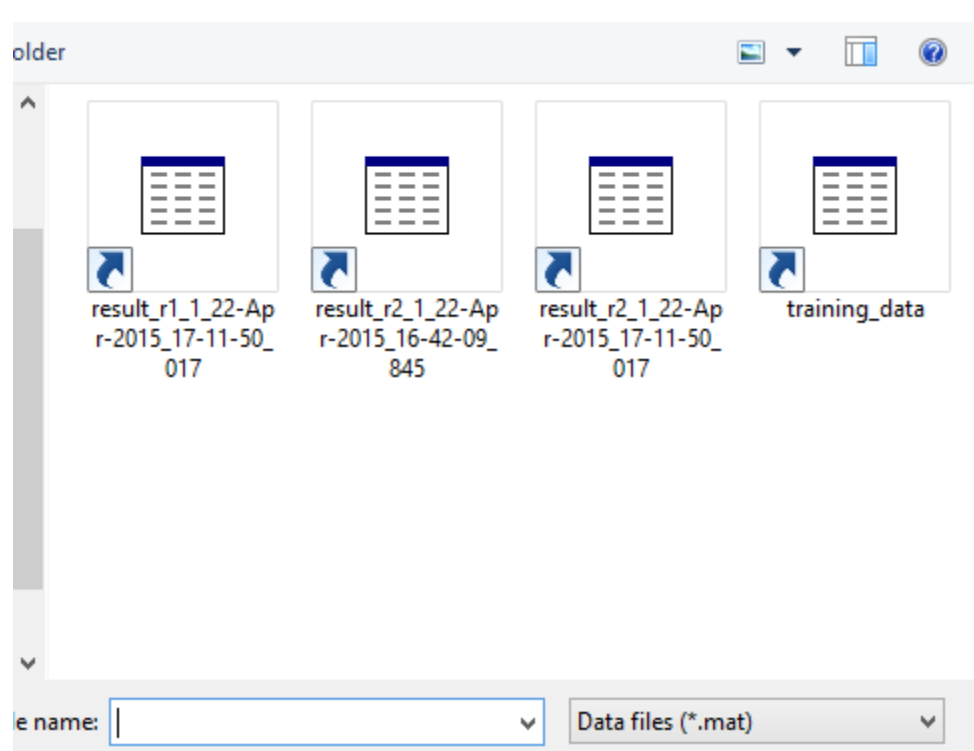 older
result_r1_1_22-Ap
r-2015_17-11-50_
017
result_r2_1_22-Ap
r-2015_16-42-09_
845
result_r2_1_22-Ap
r-2015_17-11-50_
017
training_data
le name:
Data files (*.mat)